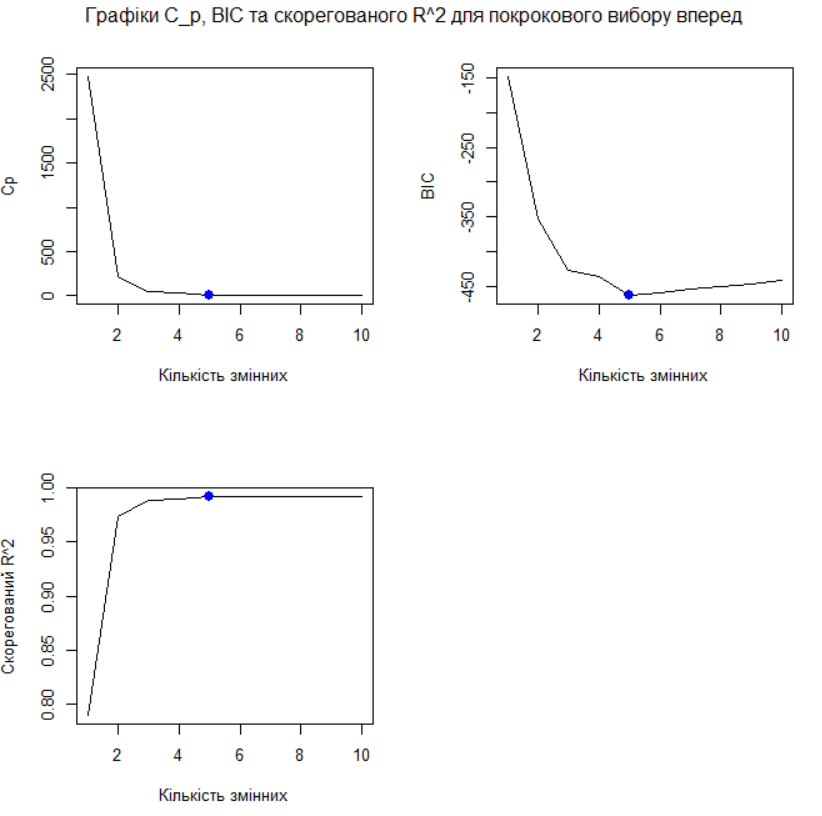 Графіки C_p, BIC та скорегованого R^2 для покрокового вибору вперед
2500
1500
500
0
Cp
2 4 6 8 10
Кількість змінних
-150
-250
-350
-450
BIC
2 4 6 8 10
Кількість змінних
1.00
0.95
0.90
0.85
0.80
Скорегований R^2
2 4 6 8 10
Кількість змінних